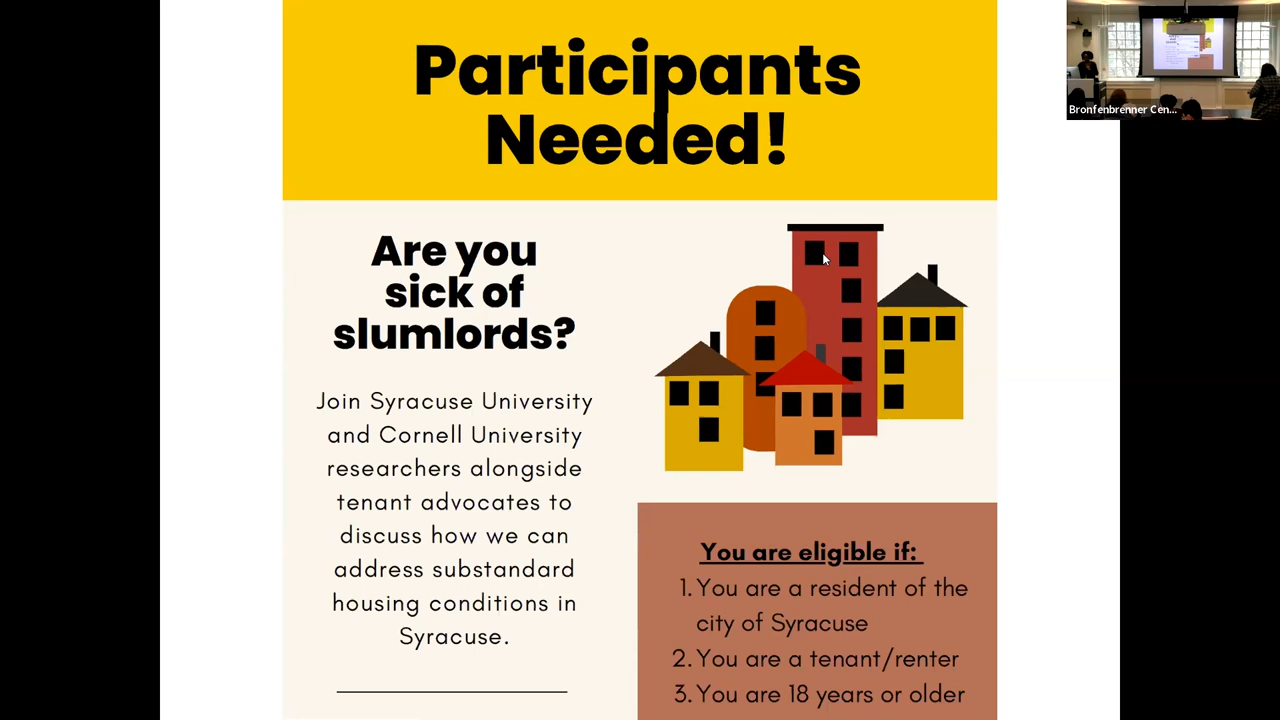 Participants
Needed!
Are you
sick of
slumlords?
Join Syracuse University
and Cornell University
researchers alongside
tenant advocates to
discuss how we can
address substandard
housing conditions in
Syracuse.
You are eligible if:
1. You are a resident of the
city of Syracuse
2. You are a tenant/renter
3. You are 18 years or older
Bronfenbrenner Cen...